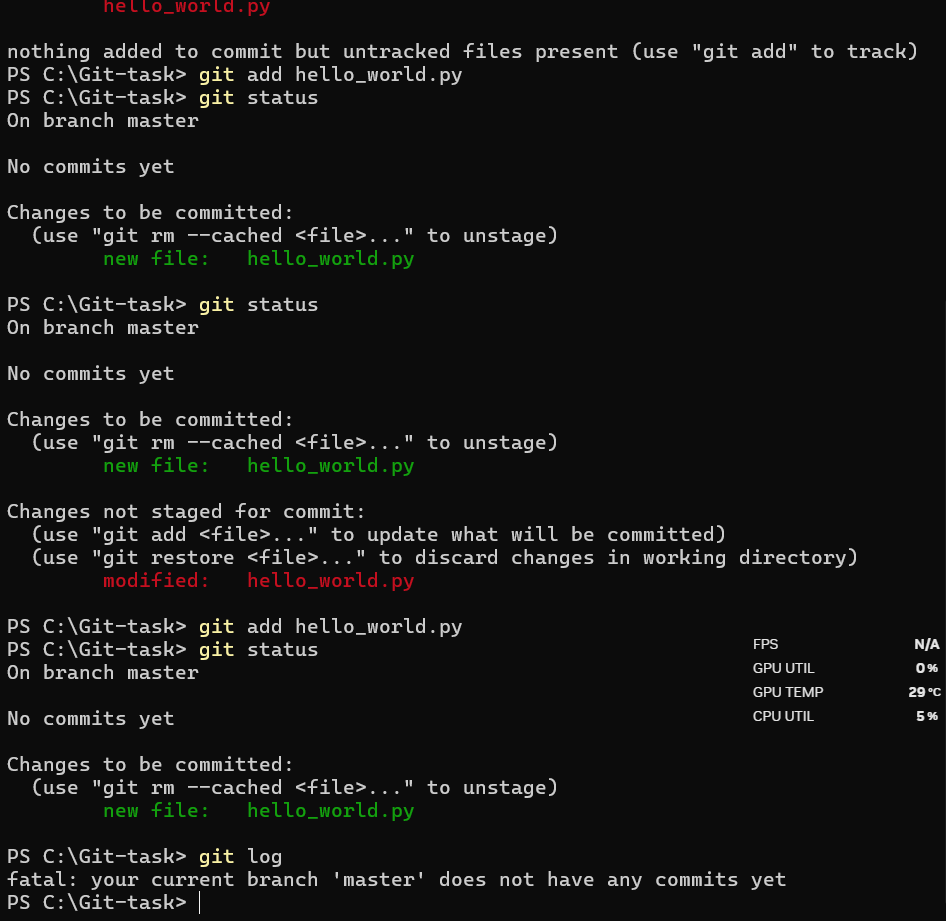 hello_world.py
nothing added to commit but untracked files present (use "git add" to track)
PS C:\Git-task> git add hello_world.py
PS C:\Git-task> git status
On branch master
No commits yet
Changes to be committed:
(use "git rm --cached <file>..." to unstage)
new file:   hello_world.py
PS C:\Git-task> git status
On branch master
No commits yet
Changes to be committed:
(use "git rm --cached <file>..." to unstage)
new file:   hello_world.py
Changes not staged for commit:
(use "git add <file>..." to update what will be committed)
(use "git restore <file>..." to discard changes in working directory)
modified:   hello_world.py
PS C:\Git-task> git add hello_world.py
PS C:\Git-task> git status
On branch master
No commits yet
Changes to be committed:
(use "git rm --cached <file>..." to unstage)
new file:   hello_world.py
PS C:\Git-task> git log
fatal: your current branch 'master' does not have any commits yet
PS C:\Git-task>
FPS N/A
GPU UTIL 0%
GPU TEMP 29°C
CPU UTIL 5%